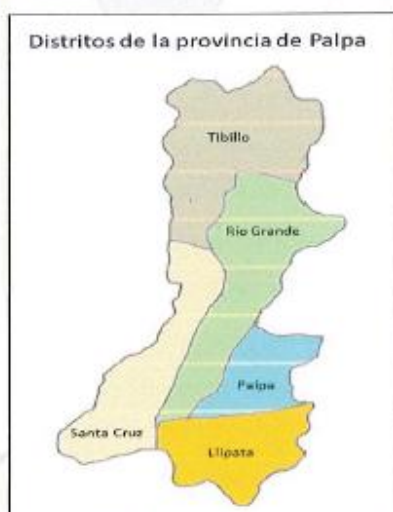 Distritos de la provincia de Palpa
Tibillo
Río Grande
Palpa
Santa Cruz
Llipata